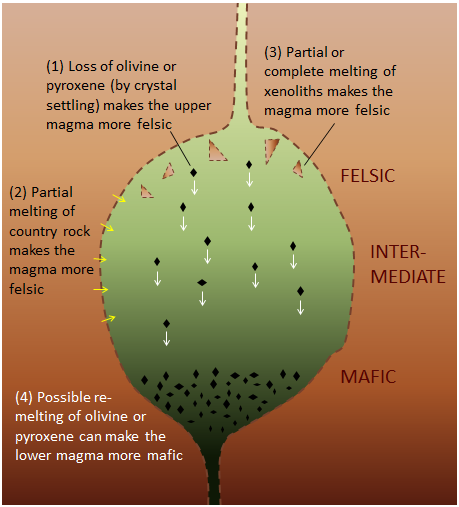 (1) Loss of olivine or
pyroxene (by crystal
settling) makes the upper
magma more felsic
(3) Partial or
complete melting of
xenoliths makes the
magma more felsic
FELSIC
(2) Partial
melting of
country rock
makes the
magma more
felsic
INTER-
MEDIATE
MAFIC
(4) Possible re-
melting of olivine or
pyroxene can make the
lower magma more mafic